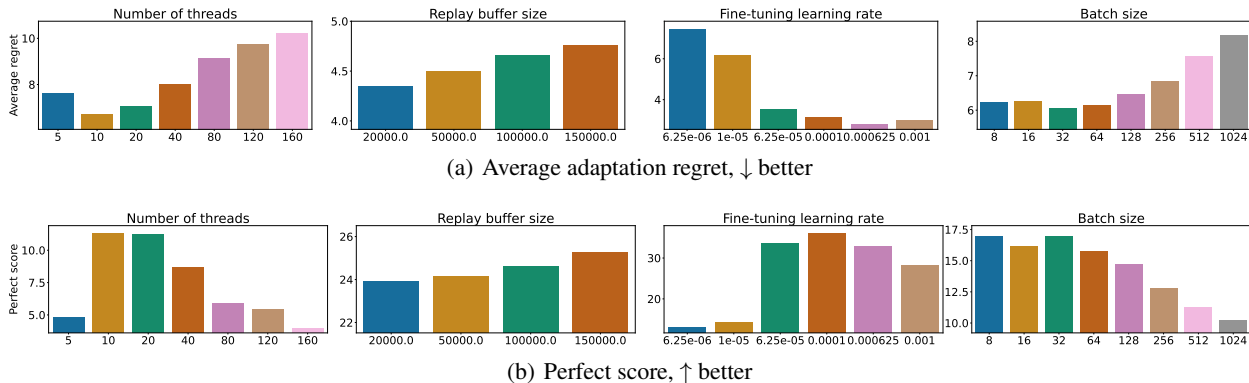 Number of threads Replay buffer size Fine-tuning learning rate Batch size
Average regret
10
8
5 10 20 40 80 120 160
5.0
4.5
4.0
20000.0 50000.0 100000.0 150000.0
6
4
6.25e-06 1e-05 6.25e-05 0.0001 0.000625 0.001
8
7
6
8 16 32 64 128 256 512 1024
(a) Average adaptation regret, ↓ better
Number of threads Replay buffer size Fine-tuning learning rate Batch size
Perfect score
10.0
7.5
5.0
5 10 20 40 80 120 160
26
24
22
20000.0 50000.0 100000.0 150000.0
30
20
6.25e-06 1e-05 6.25e-05 0.0001 0.000625 0.001
17.5
15.0
12.5
10.0
8 16 32 64 128 256 512 1024
(b) Perfect score, ↑ better